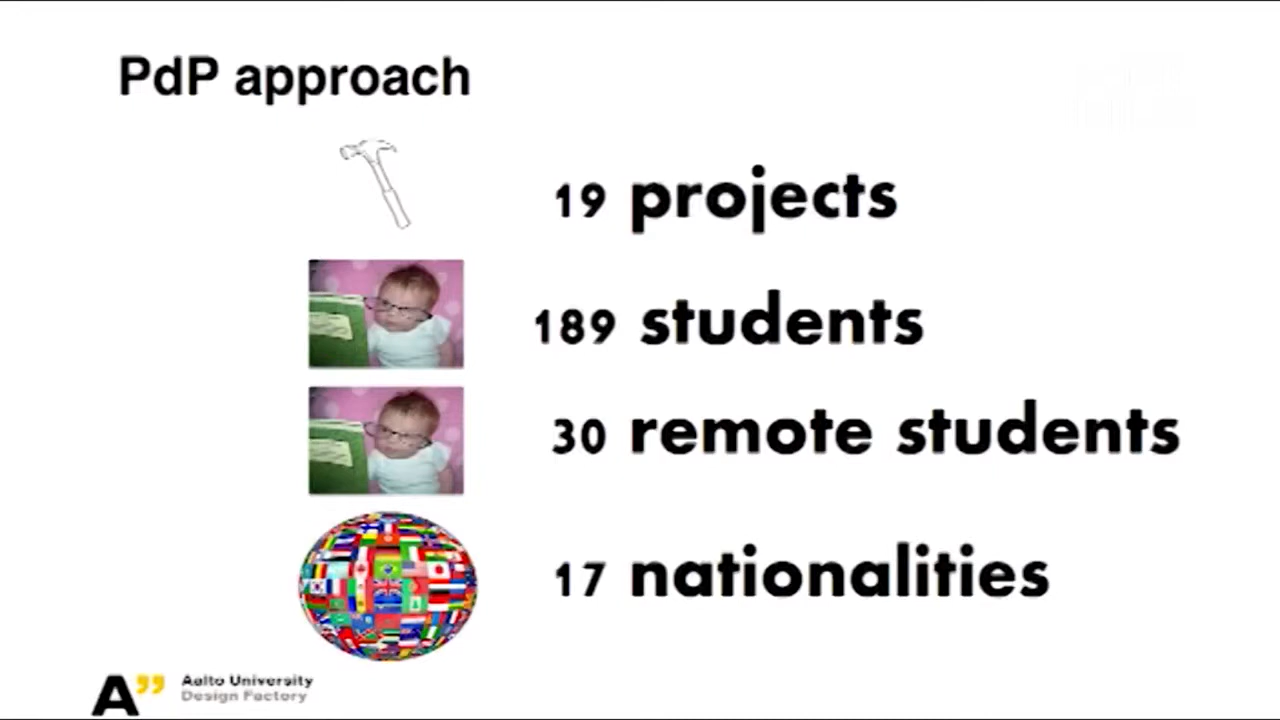 PdP approach
19 projects
189 students
30 remote students
17 nationalities
A”
Aalto University
Design Factory